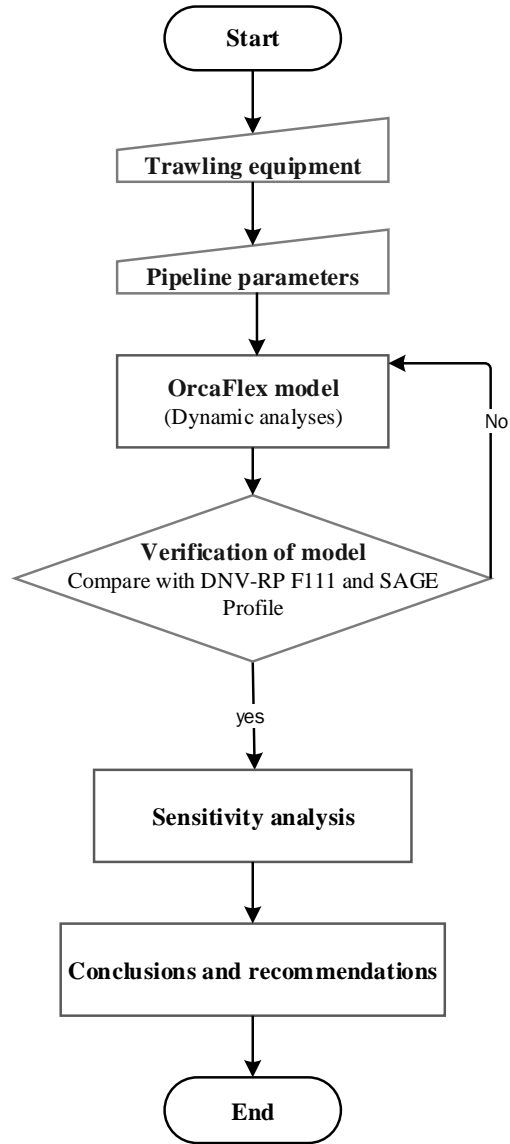 Start
Trawling equipment
Pipeline parameters
OrcaFlex model
(Dynamic analyses)
No
Verification of model
Compare with DNV-RP F111 and SAGE
Profile
yes
Sensitivity analysis
Conclusions and recommendations
End